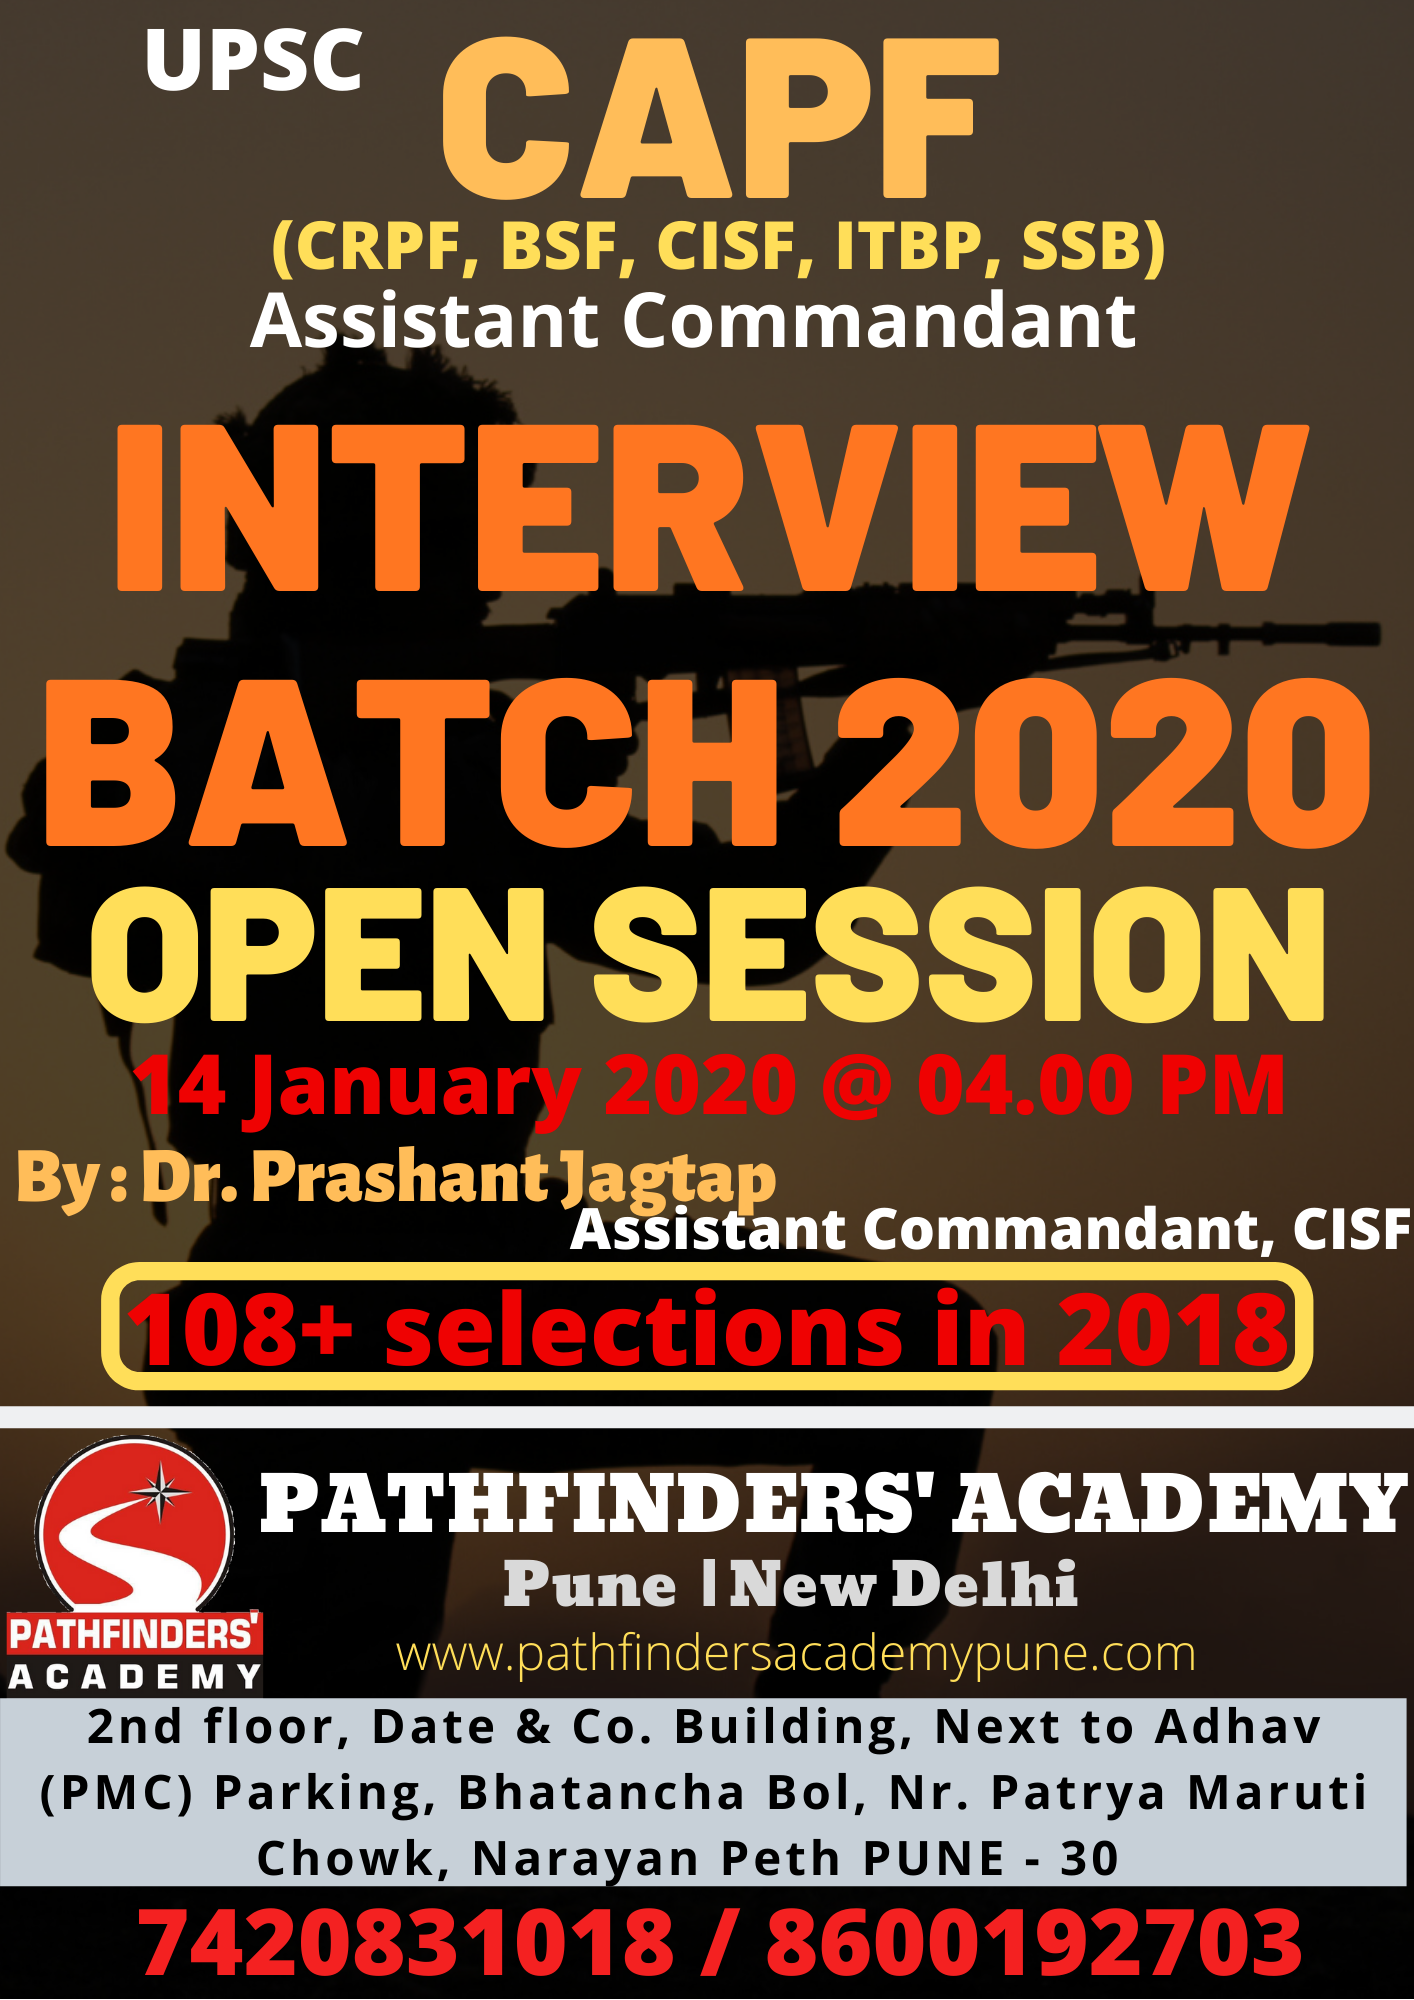 UPSC CAPF
(CRPF, BSF, CISF, ITBP, SSB)
Assistant Commandant
INTERVIEW
BATCH 2020
OPEN SESSION
14 January 2020 @ 04.00 PM
By : Dr. Prashant Jagtap
Assistant Commandant, CISF
108+ selections in 2018
PATHFINDERS' ACADEMY
Pune | New Delhi
www.pathfindersacademypune.com
PATHFINDERS'
ACADEMY
2nd floor, Date & Co. Building, Next to Adhav
(PMC) Parking, Bhatancha Bol, Nr. Patrya Maruti
Chowk, Narayan Peth PUNE - 30
7420831018 / 8600192703